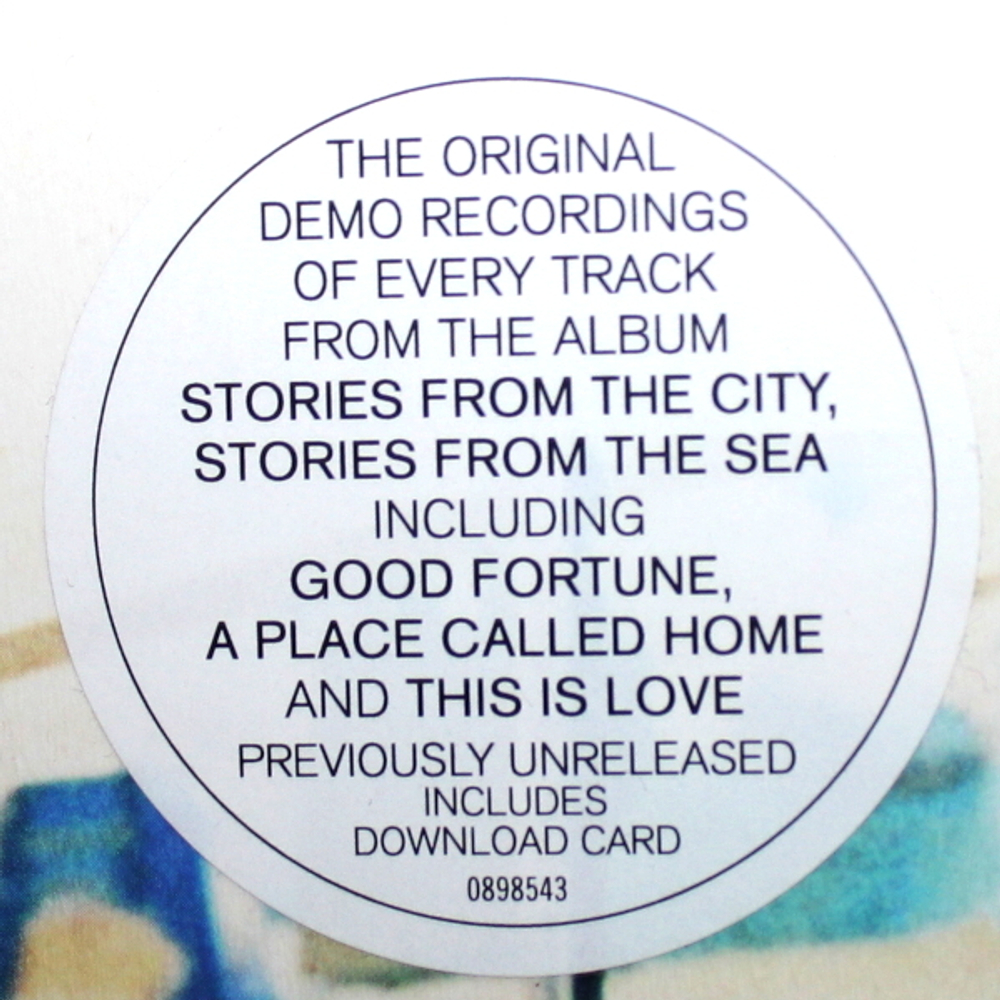 THE ORIGINAL
DEMO RECORDINGS
OF EVERY TRACK
FROM THE ALBUM
STORIES FROM THE CITY,
STORIES FROM THE SEA
INCLUDING
GOOD FORTUNE,
A PLACE CALLED HOME
AND THIS IS LOVE
PREVIOUSLY UNRELEASED
INCLUDES
DOWNLOAD CARD
0898543